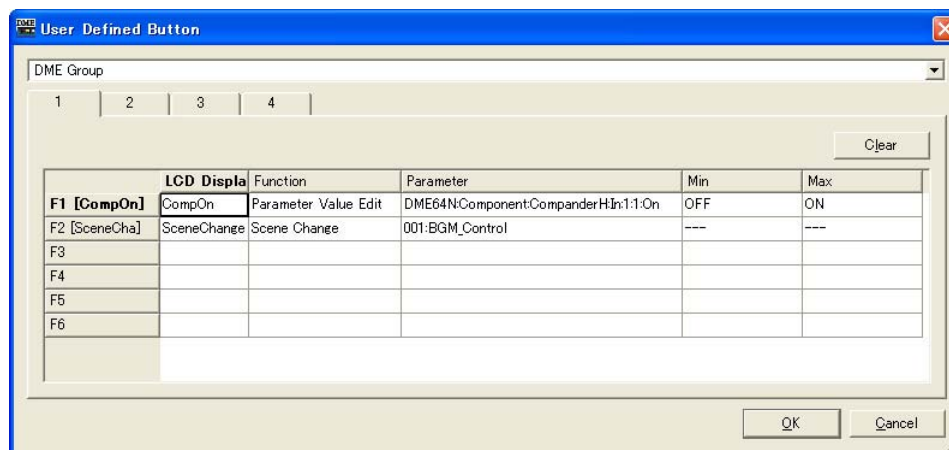 DME User Defined Button
DME Group
1 2 3 4
Clear
LCD Displa Function Parameter Min Max
F1 [CompOn] CompOn Parameter Value Edit DME64N:Component:CompanderH:In:1:1:On OFF ON
F2 [SceneCha] SceneChange Scene Change 001:BGM_Control --- ---
F3
F4
F5
F6
OK Cancel